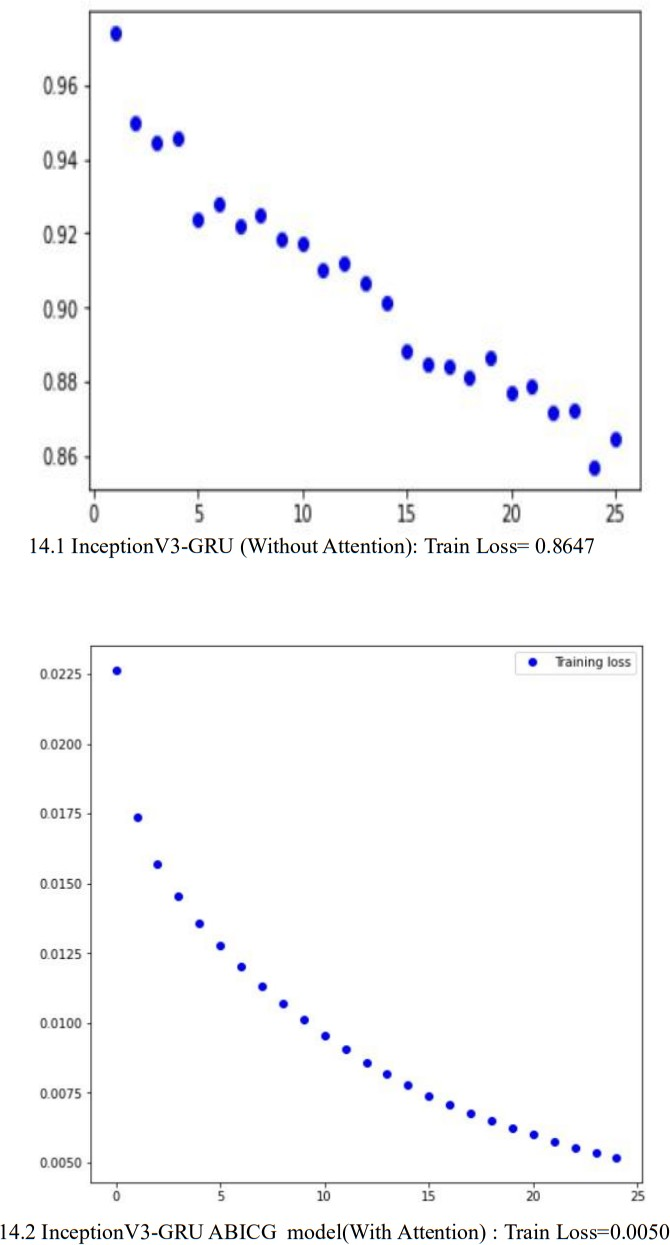 0.96
0.94
0.92
0.90
0.88
0.86
0 5 10 15 20 25
14.1 InceptionV3-GRU (Without Attention): Train Loss= 0.8647
Training loss
0.0225
0.0200
0.0175
0.0150
0.0125
0.0100
0.0075
0.0050
0 5 10 15 20 25
14.2 InceptionV3-GRU ABICG model(With Attention) : Train Loss=0.0050